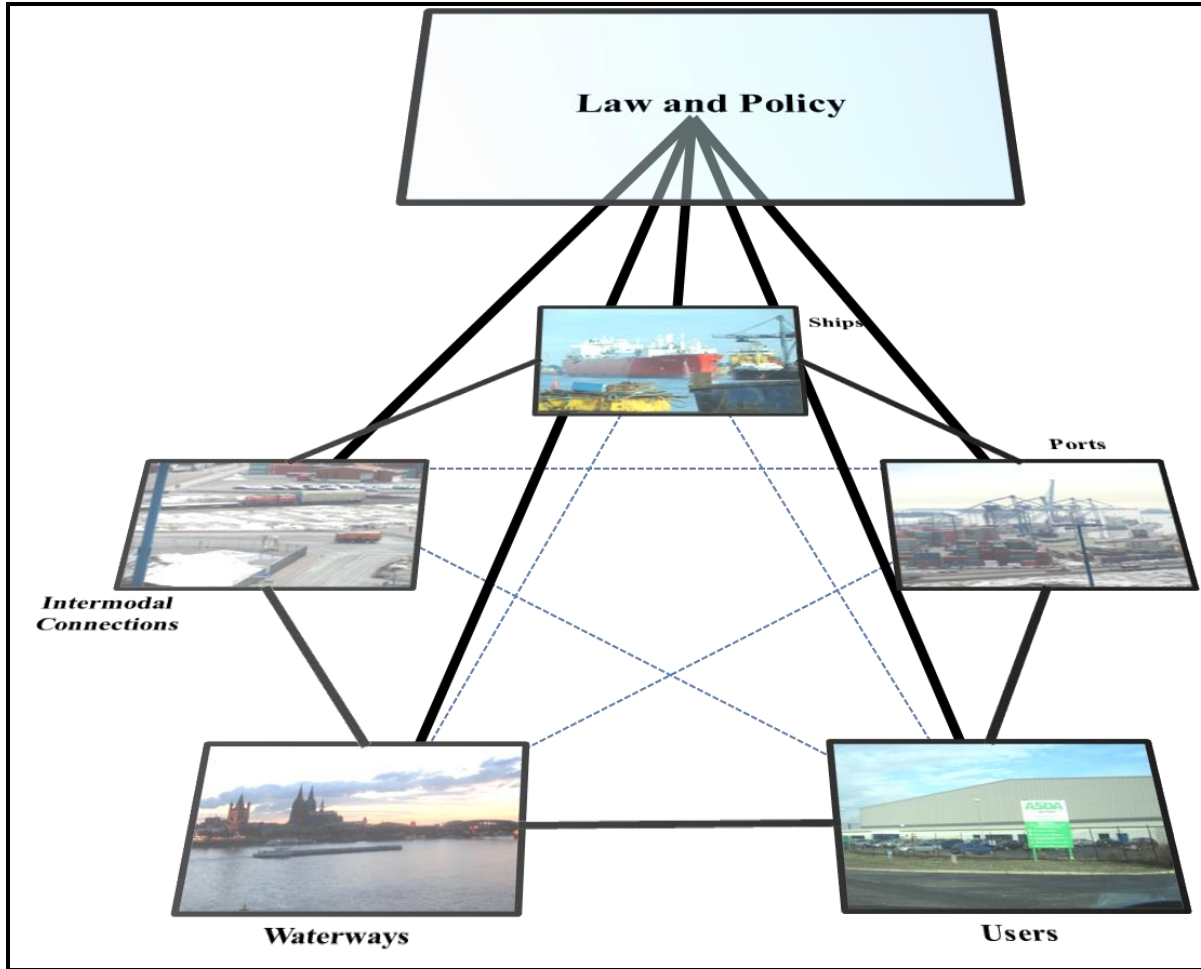 Law and Policy
Ships
Ports
Intermodal
Connections
ASDA
Waterways
Users